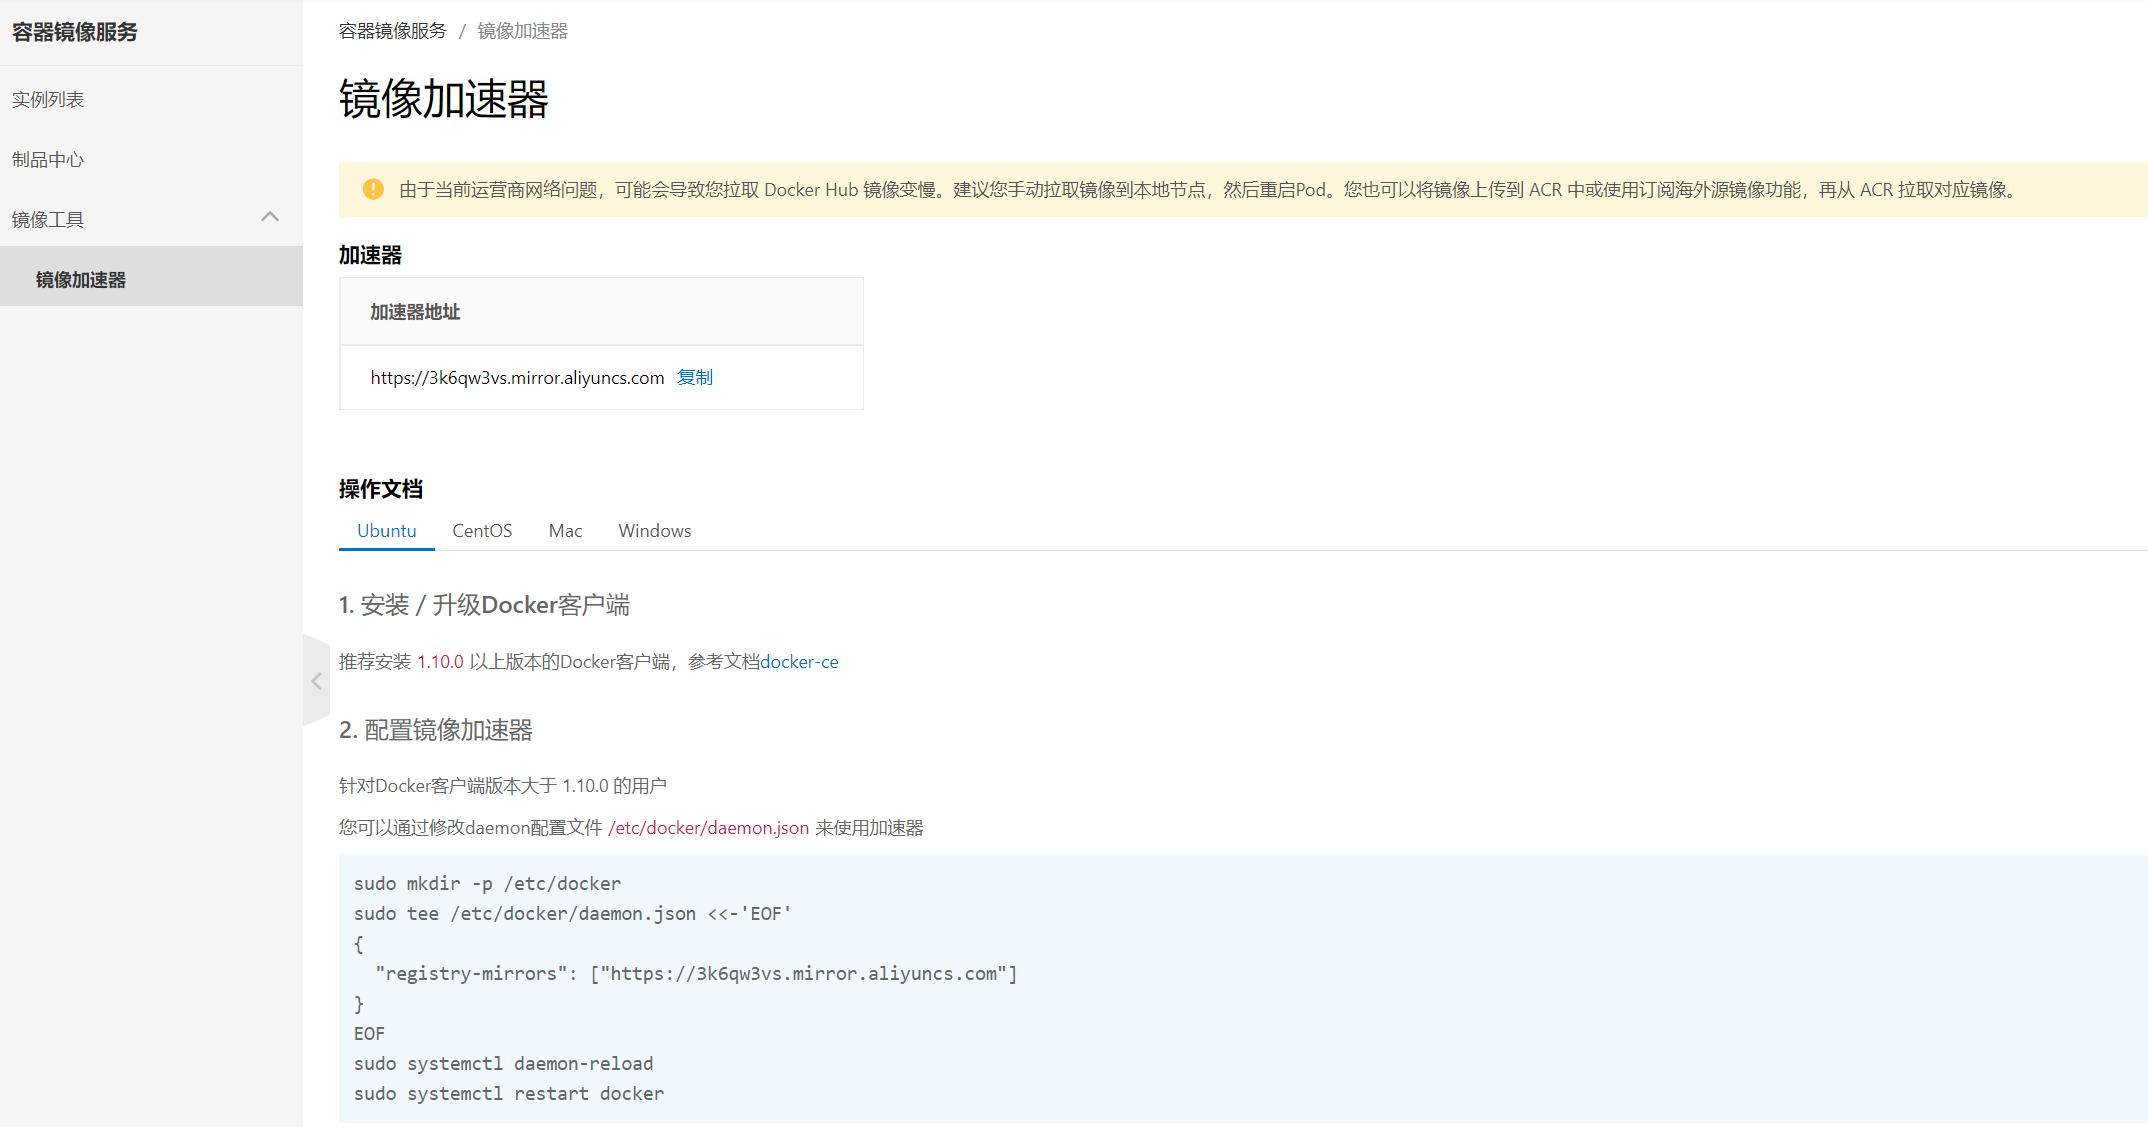 容器镜像服务
实例列表
制品中心
镜像工具
镜像加速器
容器镜像服务 / 镜像加速器
镜像加速器
由于当前运营商网络问题，可能会导致您拉取 Docker Hub 镜像变慢。建议您手动拉取镜像到本地节点，然后重启Pod。您也可以将镜像上传到 ACR 中或使用订阅海外源镜像功能，再从 ACR 拉取对应镜像。
加速器
加速器地址
https://3k6qw3vs.mirror.aliyuncs.com 复制
操作文档
Ubuntu CentOS Mac Windows
1. 安装 / 升级Docker客户端
推荐安装 1.10.0 以上版本的Docker客户端，参考文档docker-ce
2. 配置镜像加速器
针对Docker客户端版本大于 1.10.0 的用户
您可以通过修改daemon配置文件 /etc/docker/daemon.json 来使用加速器
sudo mkdir -p /etc/docker
sudo tee /etc/docker/daemon.json <<-'EOF'
{
  "registry-mirrors": ["https://3k6qw3vs.mirror.aliyuncs.com"]
}
EOF
sudo systemctl daemon-reload
sudo systemctl restart docker